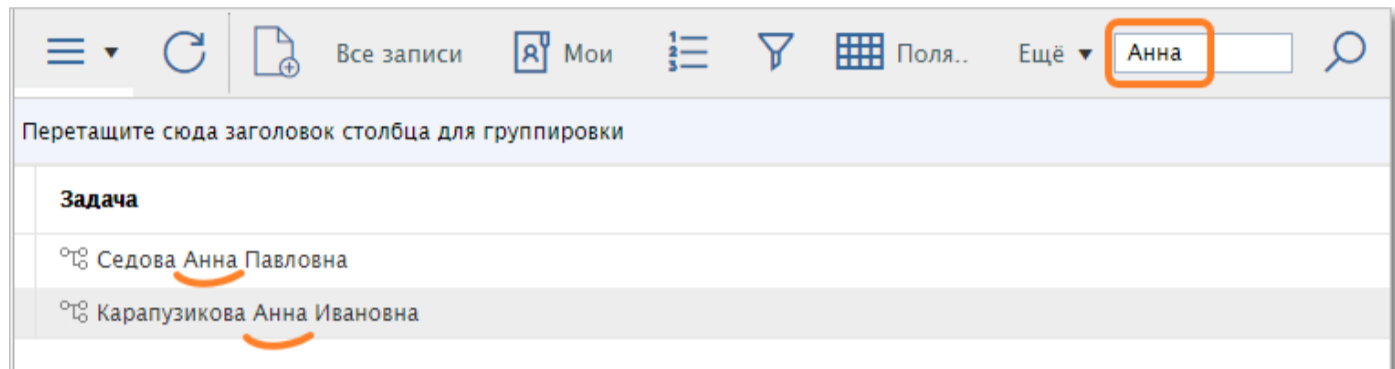 Все записи Мои Поля.. Ещё Анна
Перетащите сюда заголовок столбца для группировки
Задача
Седова Анна Павловна
Карапузикова Анна Ивановна